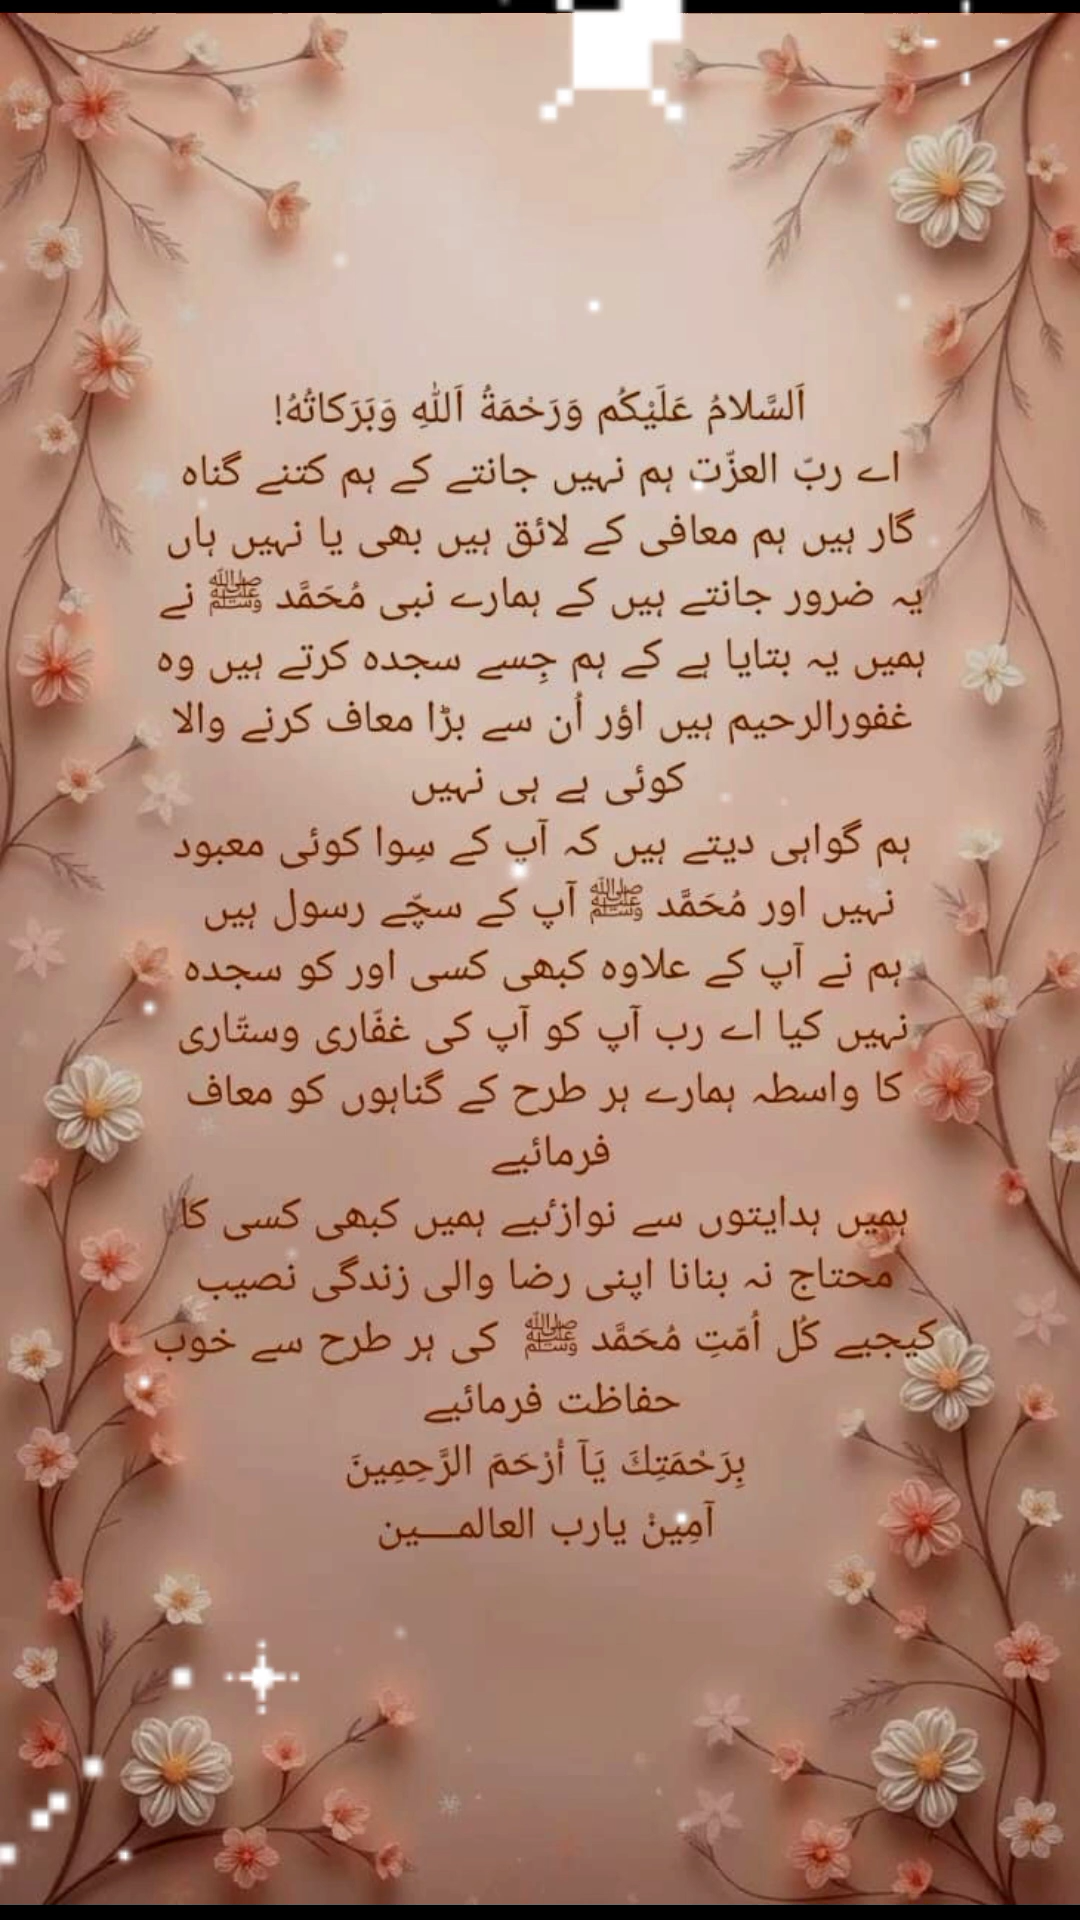 اَلسَّلامُ عَلَيْكُم وَرَحْمَةُ اَللهِ وَبَرَكاتُهُ!
اے ربّ العزّت ہم نہیں جانتے کے ہم کتنے گناہ
گار ہیں ہم معافی کے لائق ہیں بھی یا نہیں ہاں
یہ ضرور جانتے ہیں کے ہمارے نبی مُحَمَّد ﷺ نے
ہمیں یہ بتایا ہے کے ہم جِسے سجدہ کرتے ہیں وہ
غفورالرحیم ہیں اؤر اُن سے بڑا معاف کرنے والا
کوئی ہے ہی نہیں
ہم گواہی دیتے ہیں کہ آپ کے سِوا کوئی معبود
نہیں اور مُحَمَّد ﷺ آپ کے سچّے رسول ہیں
ہم نے آپ کے علاوہ کبھی کسی اور کو سجدہ
نہیں کیا اے رب آپ کو آپ کی غفّاری وستّاری
کا واسطہ ہمارے ہر طرح کے گناہوں کو معاف
فرمائیے
ہمیں ہدایتوں سے نوازئیے ہمیں کبھی کسی کا
محتاج نہ بنانا اپنی رضا والی زندگی نصیب
کیجیے کُل اُمّتِ مُحَمَّد ﷺ کی ہر طرح سے خوب
حفاظت فرمائیے
بِرَحْمَتِكَ يَآ أَرْحَمَ الرَّحِمِينَ
آمِينْ يارب العالمـــين